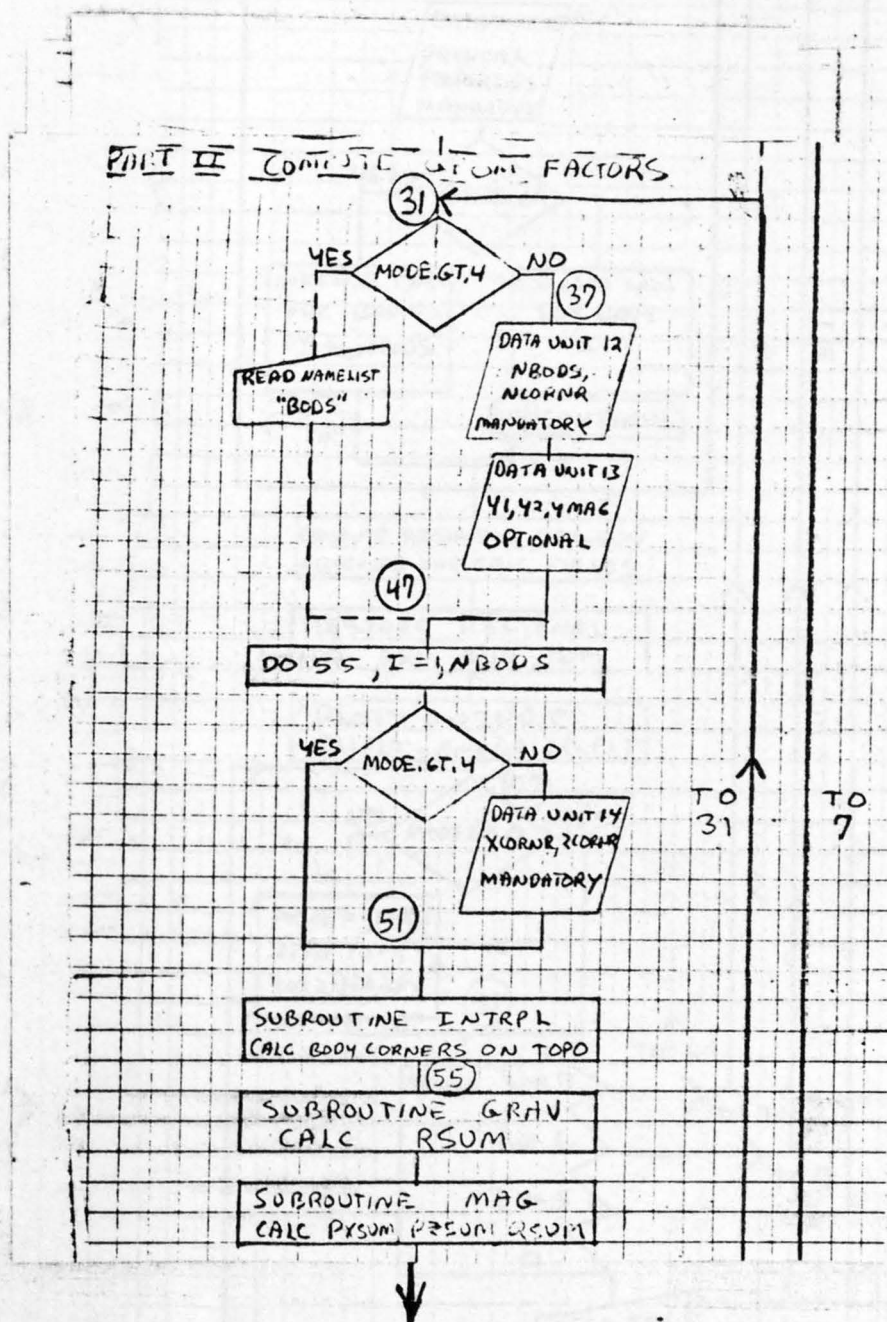 PART II COMPUTE GEOM FACTORS
31
YES
MODE.GT.4
NO
37
READ NAMELIST
"BODS"
DATA UNIT 12
NBODS,
NCORNR
MANDATORY
DATA UNIT 13
Y1, Y2, YMAG
OPTIONAL
47
DO 55, I=1, NBODS
YES
MODE.GT.4
NO
DATA UNIT 14
XCORNR, ZCORNR
MANDATORY
51
TO
31
TO
7
SUBROUTINE INTRPL
CALC BODY CORNERS ON TOPO
55
SUBROUTINE GRAV
CALC RSUM
SUBROUTINE MAG
CALC PXSUM, PZSUM QSUM